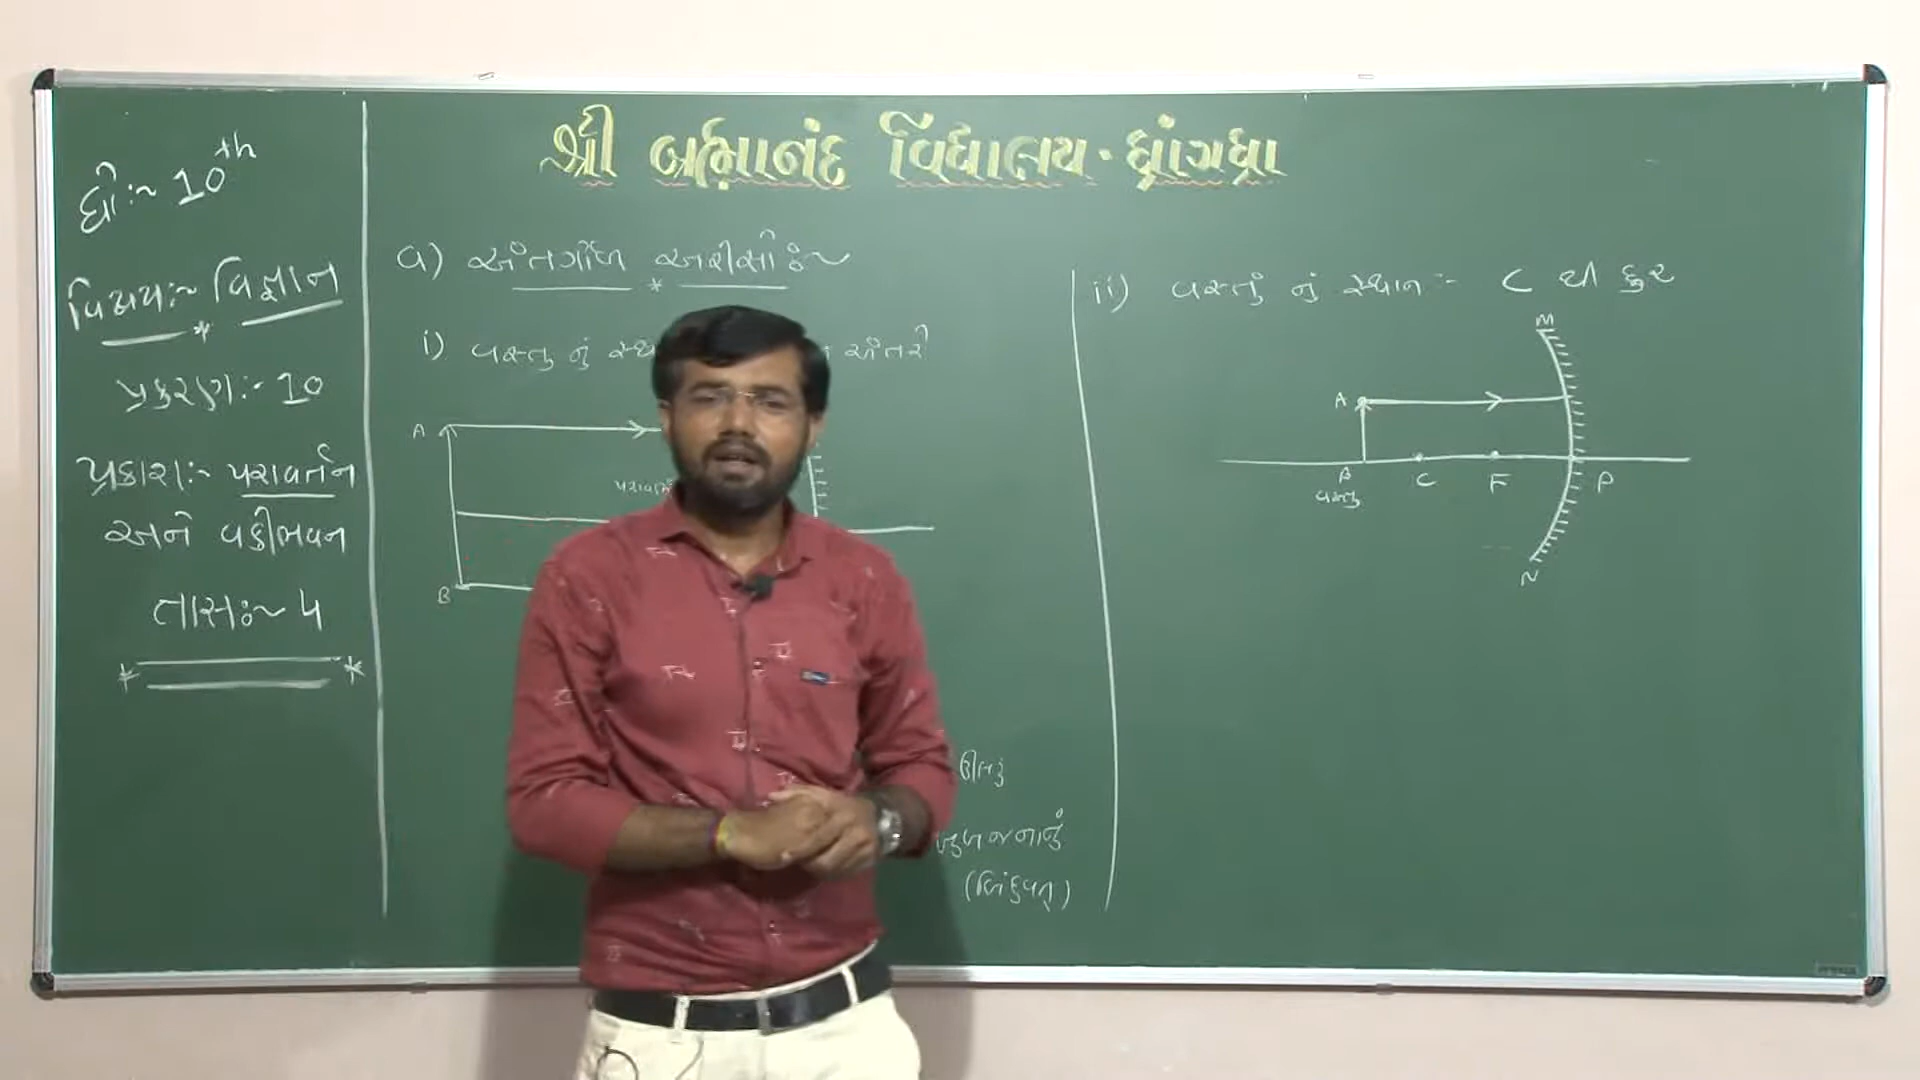 શ્રી બ્રહ્માનંદ વિદ્યાલય - ધ્રાંગધ્રા
ધો :~ 10th
વિષય :~ વિજ્ઞાન
પ્રકરણ :- 10
પ્રકાશ :- પરાવર્તન
અને વક્રીભવન
તાસ :~ 4
a) અંતર્ગોળ અરીસો :~
i) વસ્તુ નું અંતરે
A
B
ખુબ જ નાનું
(બિંદુવત્)
ii) વસ્તું નું સ્થાન :- C થી દુર
M
A
B C F P
વસ્તુ
N